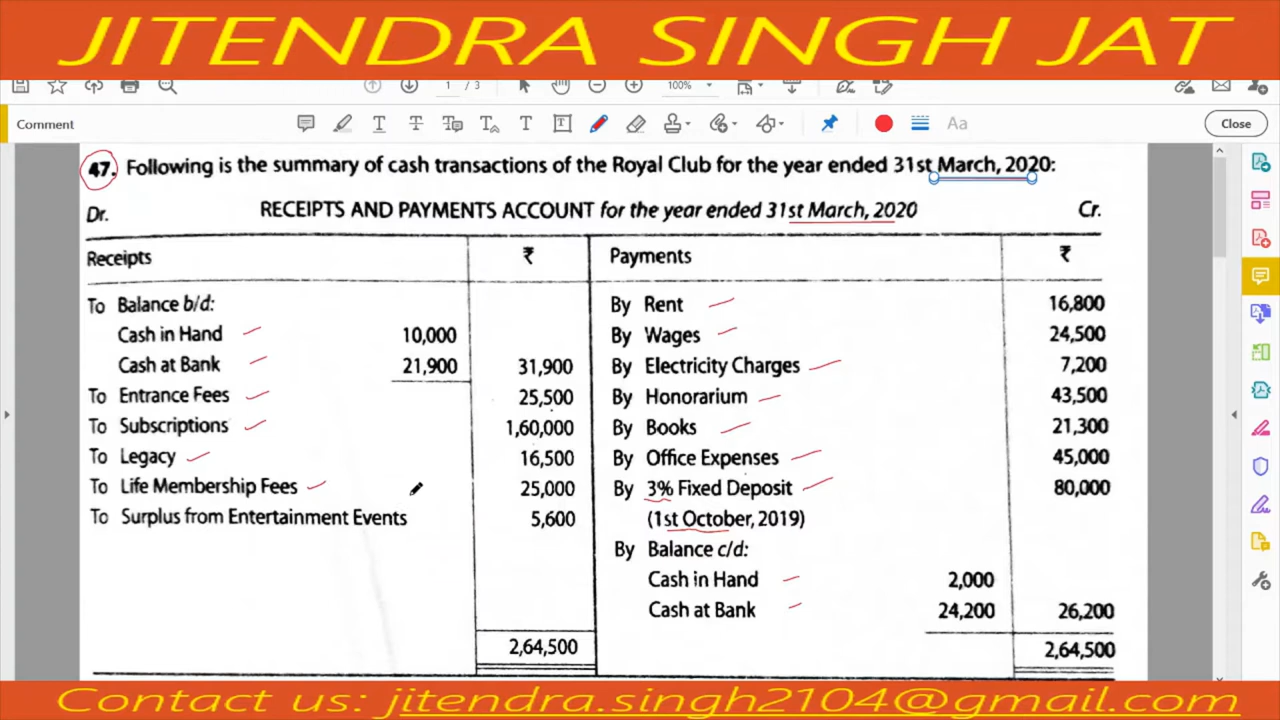 JITENDRA SINGH JAT
1 / 3
100%
Comment
Aa
Close
47. Following is the summary of cash transactions of the Royal Club for the year ended 31st March, 2020:
Dr. RECEIPTS AND PAYMENTS ACCOUNT for the year ended 31st March, 2020 Cr.
Receipts ₹ Payments ₹
To Balance b/d: By Rent 16,800
Cash in Hand 10,000 By Wages 24,500
Cash at Bank 21,900 31,900 By Electricity Charges 7,200
To Entrance Fees 25,500 By Honorarium 43,500
To Subscriptions 1,60,000 By Books 21,300
To Legacy 16,500 By Office Expenses 45,000
To Life Membership Fees 25,000 By 3% Fixed Deposit 80,000
To Surplus from Entertainment Events 5,600 (1st October, 2019)
By Balance c/d:
Cash in Hand 2,000
Cash at Bank 24,200 26,200
2,64,500 2,64,500
Contact us: jitendra.singh2104@gmail.com